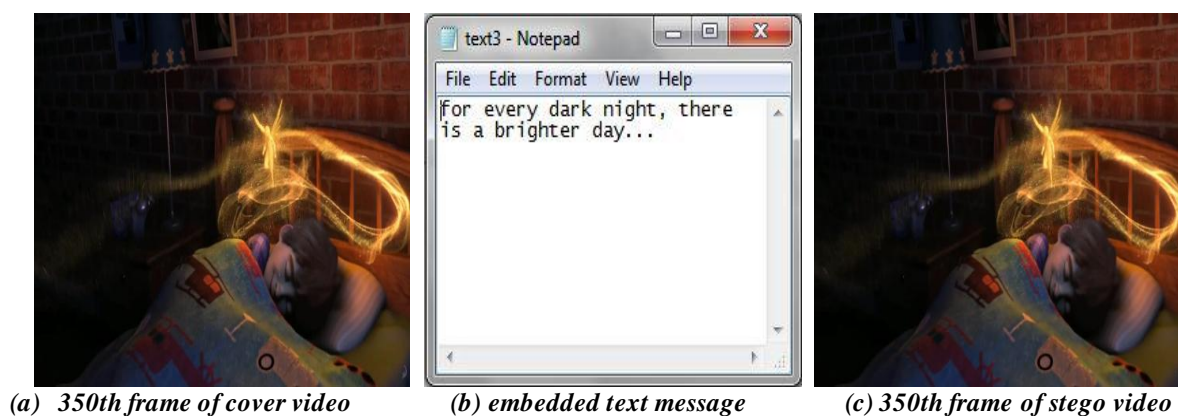 text3 - Notepad
File Edit Format View Help
for every dark night, there
is a brighter day...
(a) 350th frame of cover video
(b) embedded text message
(c) 350th frame of stego video